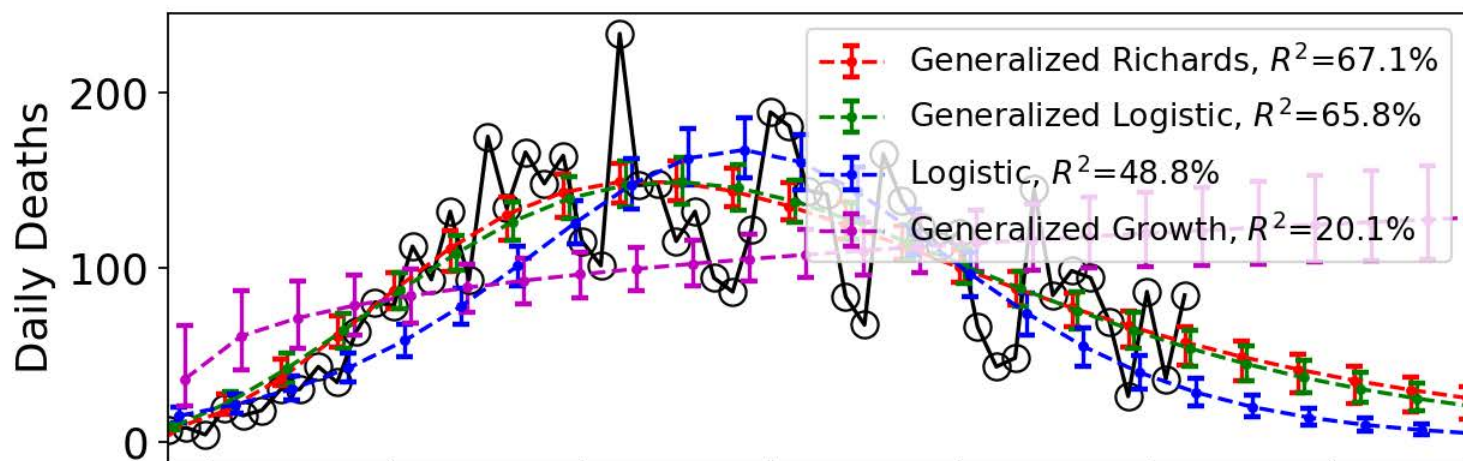 Daily Deaths
200
100
0
Generalized Richards, R²=67.1%
Generalized Logistic, R²=65.8%
Logistic, R²=48.8%
Generalized Growth, R²=20.1%